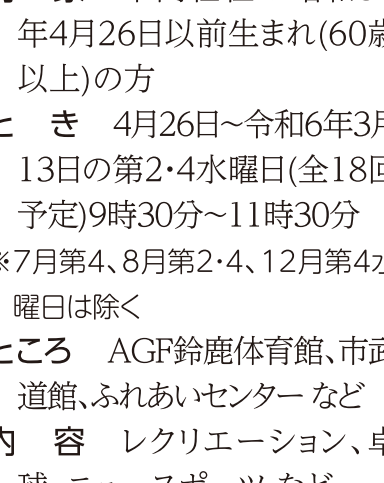 年4月26日以前生まれ(60歳
以上)の方
と き 4月26日～令和6年3月
13日の第2・4水曜日(全18回
予定)9時30分～11時30分
※7月第4、8月第2・4、12月第4水
曜日は除く
ところ AGF鈴鹿体育館、市武
道館、ふれあいセンター など
内 容 レクリエーション、卓